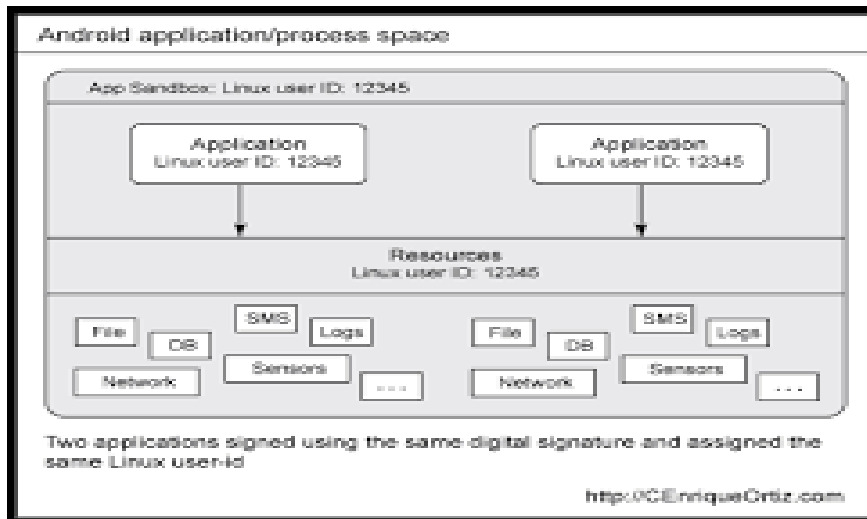 Android application/process space
App Sandbox: Linux user ID: 12345
Application
Linux user ID: 12345
Application
Linux user ID: 12345
Resources
Linux user ID: 12345
File
DB
SMS
Logs
Network
Sensors
...
File
DB
SMS
Logs
Network
Sensors
...
Two applications signed using the same digital signature and assigned the
same Linux user-id
http://CEnriqueOrtiz.com